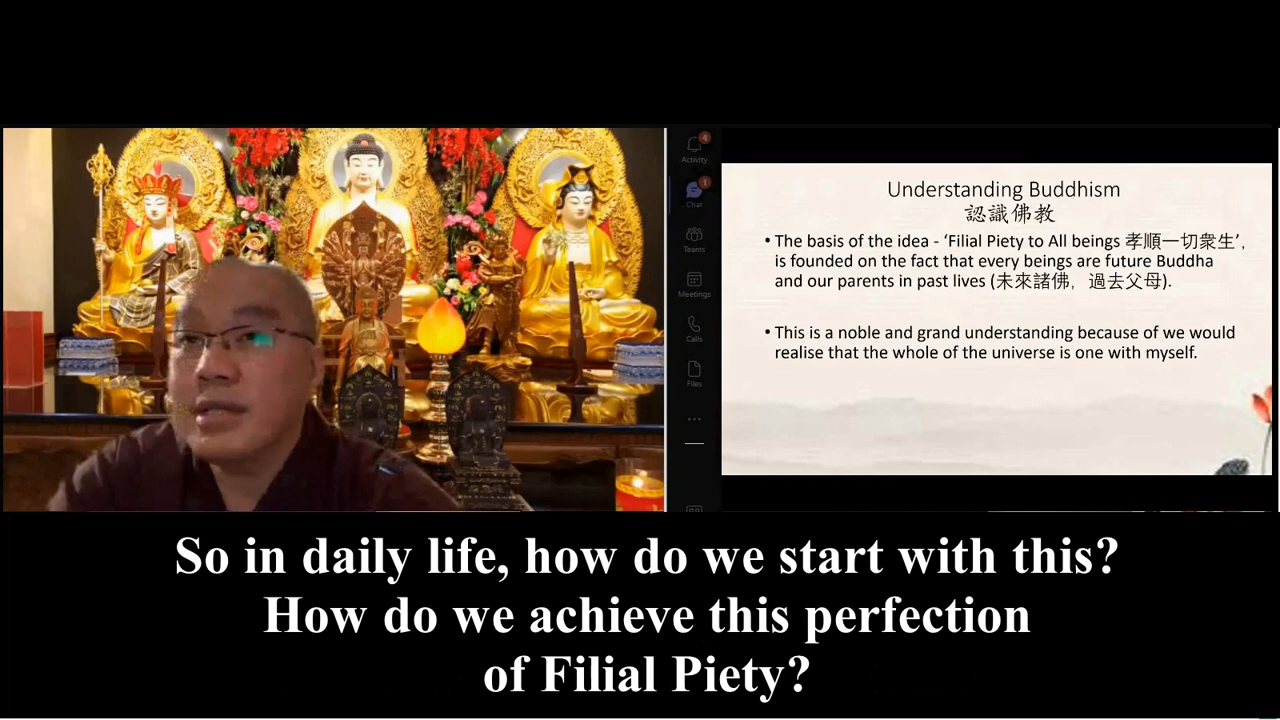 Activity
Chat
Teams
Meetings
Calls
Files
4
1
Understanding Buddhism
認識佛教
• The basis of the idea - ‘Filial Piety to All beings 孝順一切衆生’,
is founded on the fact that every beings are future Buddha
and our parents in past lives (未來諸佛，過去父母).
• This is a noble and grand understanding because of we would
realise that the whole of the universe is one with myself.
So in daily life, how do we start with this?
How do we achieve this perfection
of Filial Piety?